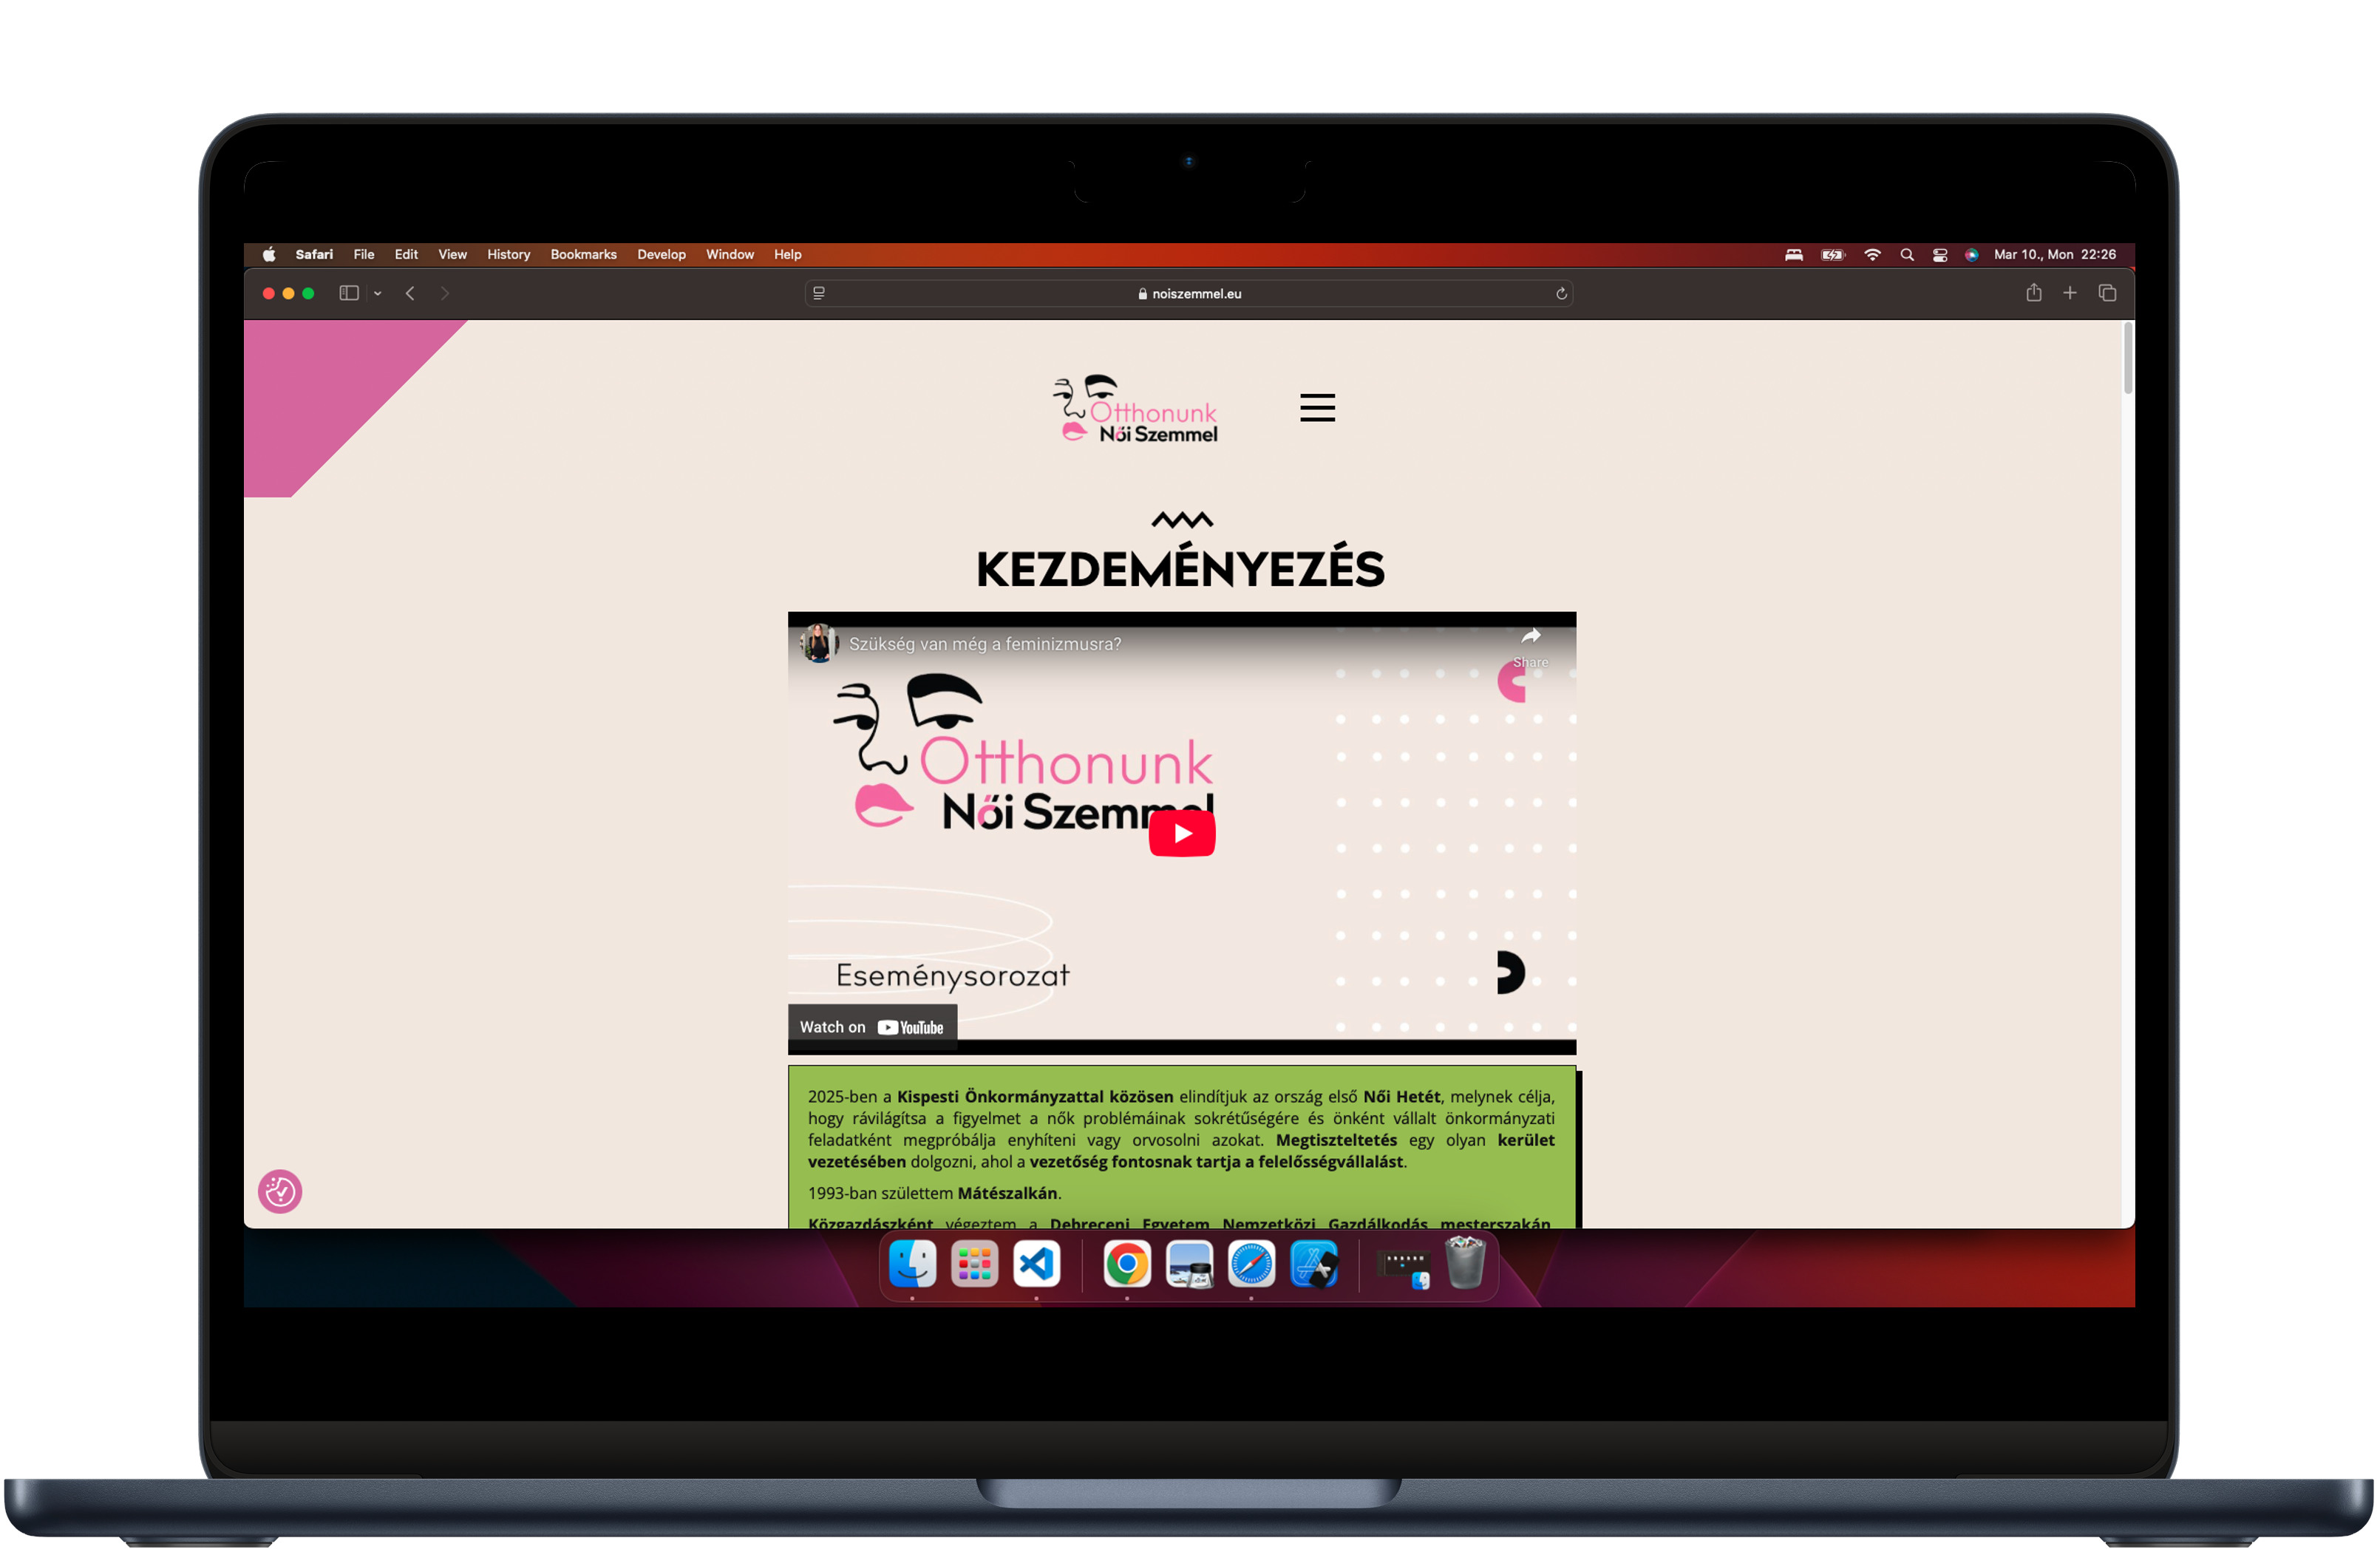 Safari File Edit View History Bookmarks Develop Window Help Mar 10., Mon 22:26
noiszemmel.eu
Otthonunk
Női Szemmel
KEZDEMÉNYEZÉS
Szükség van még a feminizmusra?
Share
Otthonunk
Női Szemmel
Eseménysorozat
Watch on YouTube
2025-ben a Kispesti Önkormányzattal közösen elindítjuk az ország első Női Hetét, melynek célja,
hogy rávilágítsa a figyelmet a nők problémáinak sokrétűségére és önként vállalt önkormányzati
feladatként megpróbálja enyhíteni vagy orvosolni azokat. Megtiszteltetés egy olyan kerület
vezetésében dolgozni, ahol a vezetőség fontosnak tartja a felelősségvállalást.
1993-ban születtem Mátészalkán.
Közgazdászként végeztem a Debreceni Egyetem Nemzetközi Gazdálkodás mesterszakán